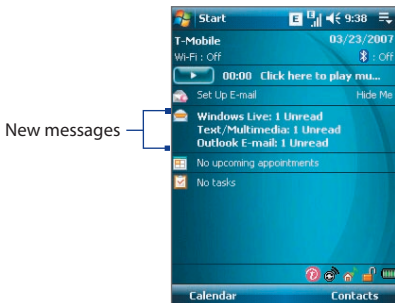 Start E 9:38
T-Mobile 03/23/2007
Wi-Fi : Off : Off
00:00 Click here to play mu...
Set Up E-mail Hide Me
New messages
Windows Live: 1 Unread
Text/Multimedia: 1 Unread
Outlook E-mail: 1 Unread
No upcoming appointments
No tasks
Calendar Contacts